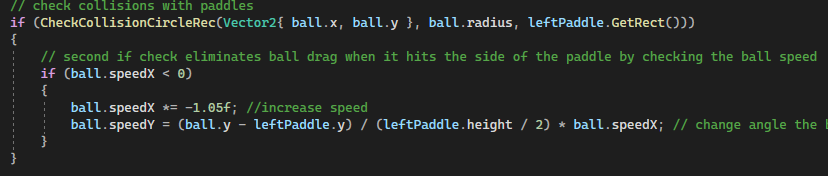 // check collisions with paddles
if (CheckCollisionCircleRec(Vector2{ ball.x, ball.y }, ball.radius, leftPaddle.GetRect()))
{
// second if check eliminates ball drag when it hits the side of the paddle by checking the ball speed
if (ball.speedX < 0)
{
ball.speedX *= -1.05f; //increase speed
ball.speedY = (ball.y - leftPaddle.y) / (leftPaddle.height / 2) * ball.speedX; // change angle the
}
}